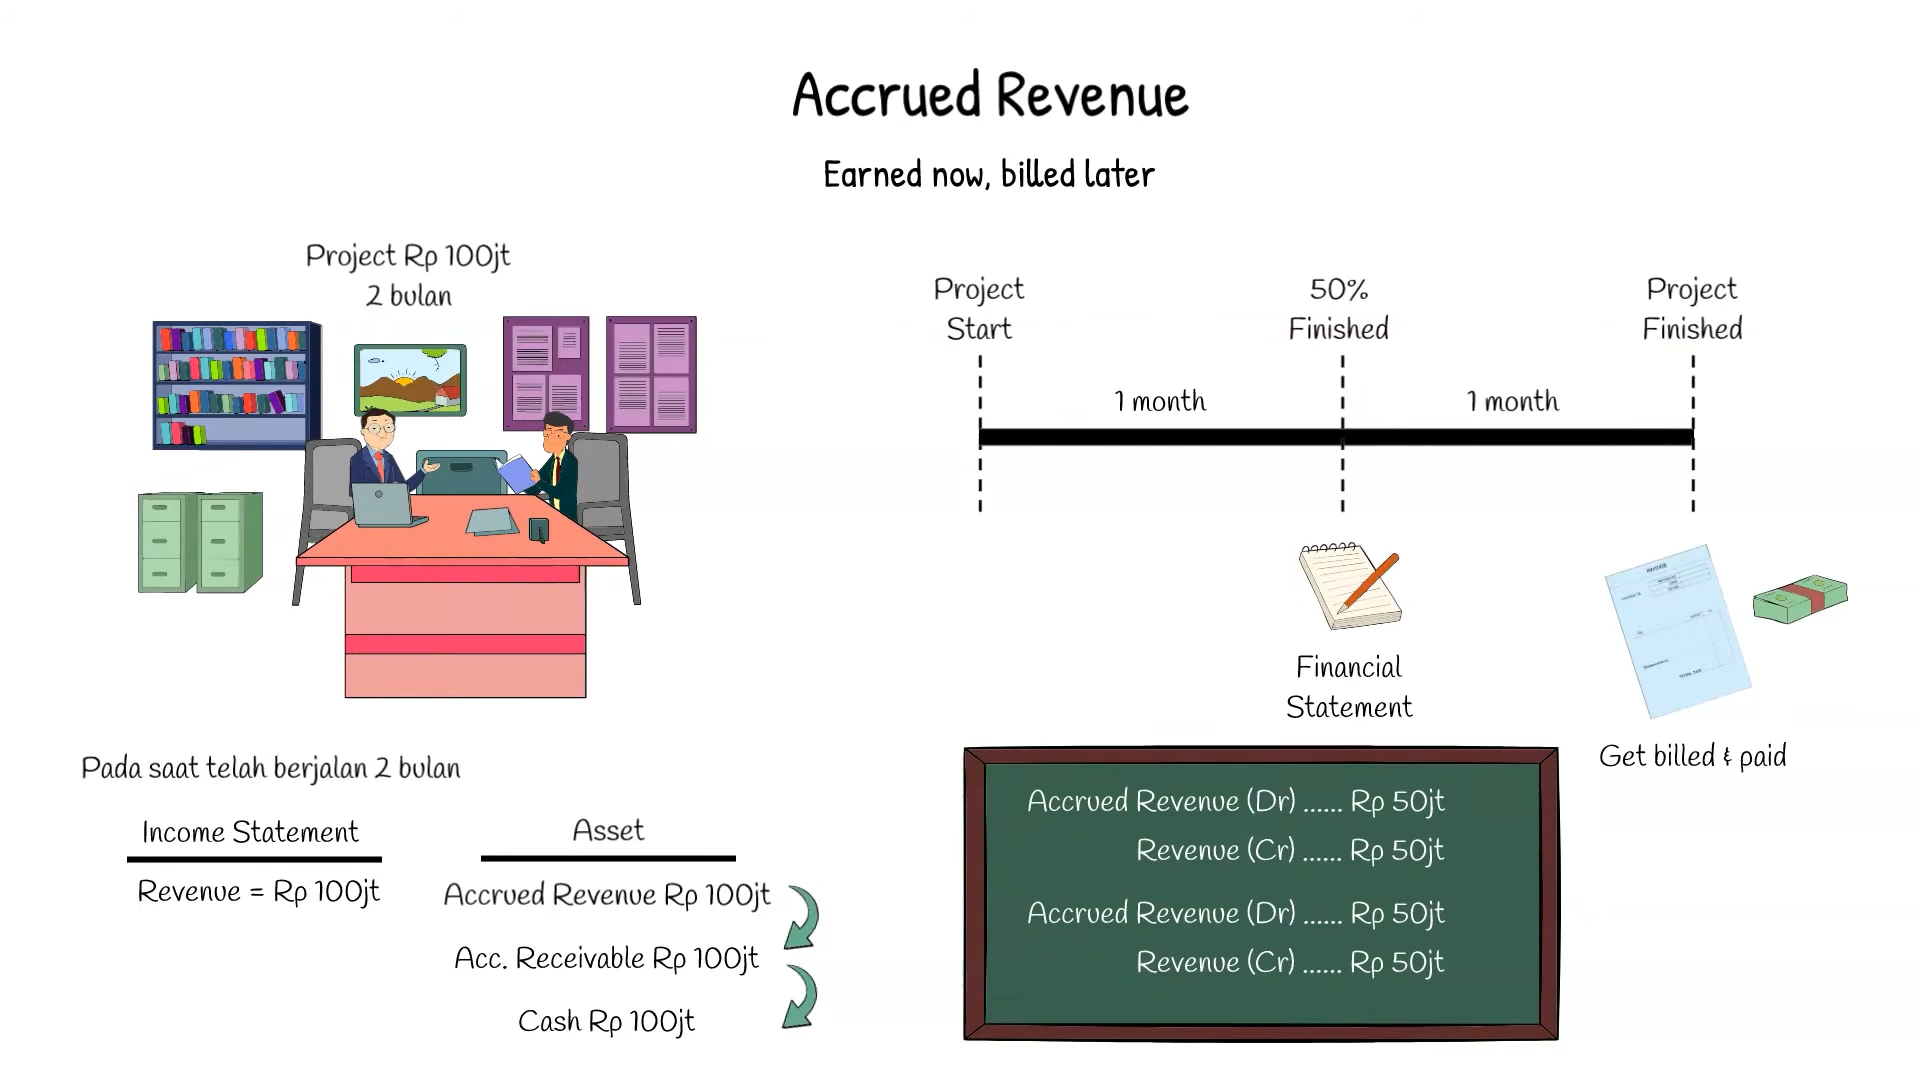 Accrued Revenue
Earned now, billed later
Project Rp 100jt
2 bulan
Project
Start
50%
Finished
Project
Finished
1 month
1 month
INVOICE
Financial
Statement
Get billed & paid
Pada saat telah berjalan 2 bulan
Income Statement
Revenue = Rp 100jt
Asset
Accrued Revenue Rp 100jt
Acc. Receivable Rp 100jt
Cash Rp 100jt
Accrued Revenue (Dr) ...... Rp 50jt
Revenue (Cr) ...... Rp 50jt
Accrued Revenue (Dr) ...... Rp 50jt
Revenue (Cr) ...... Rp 50jt